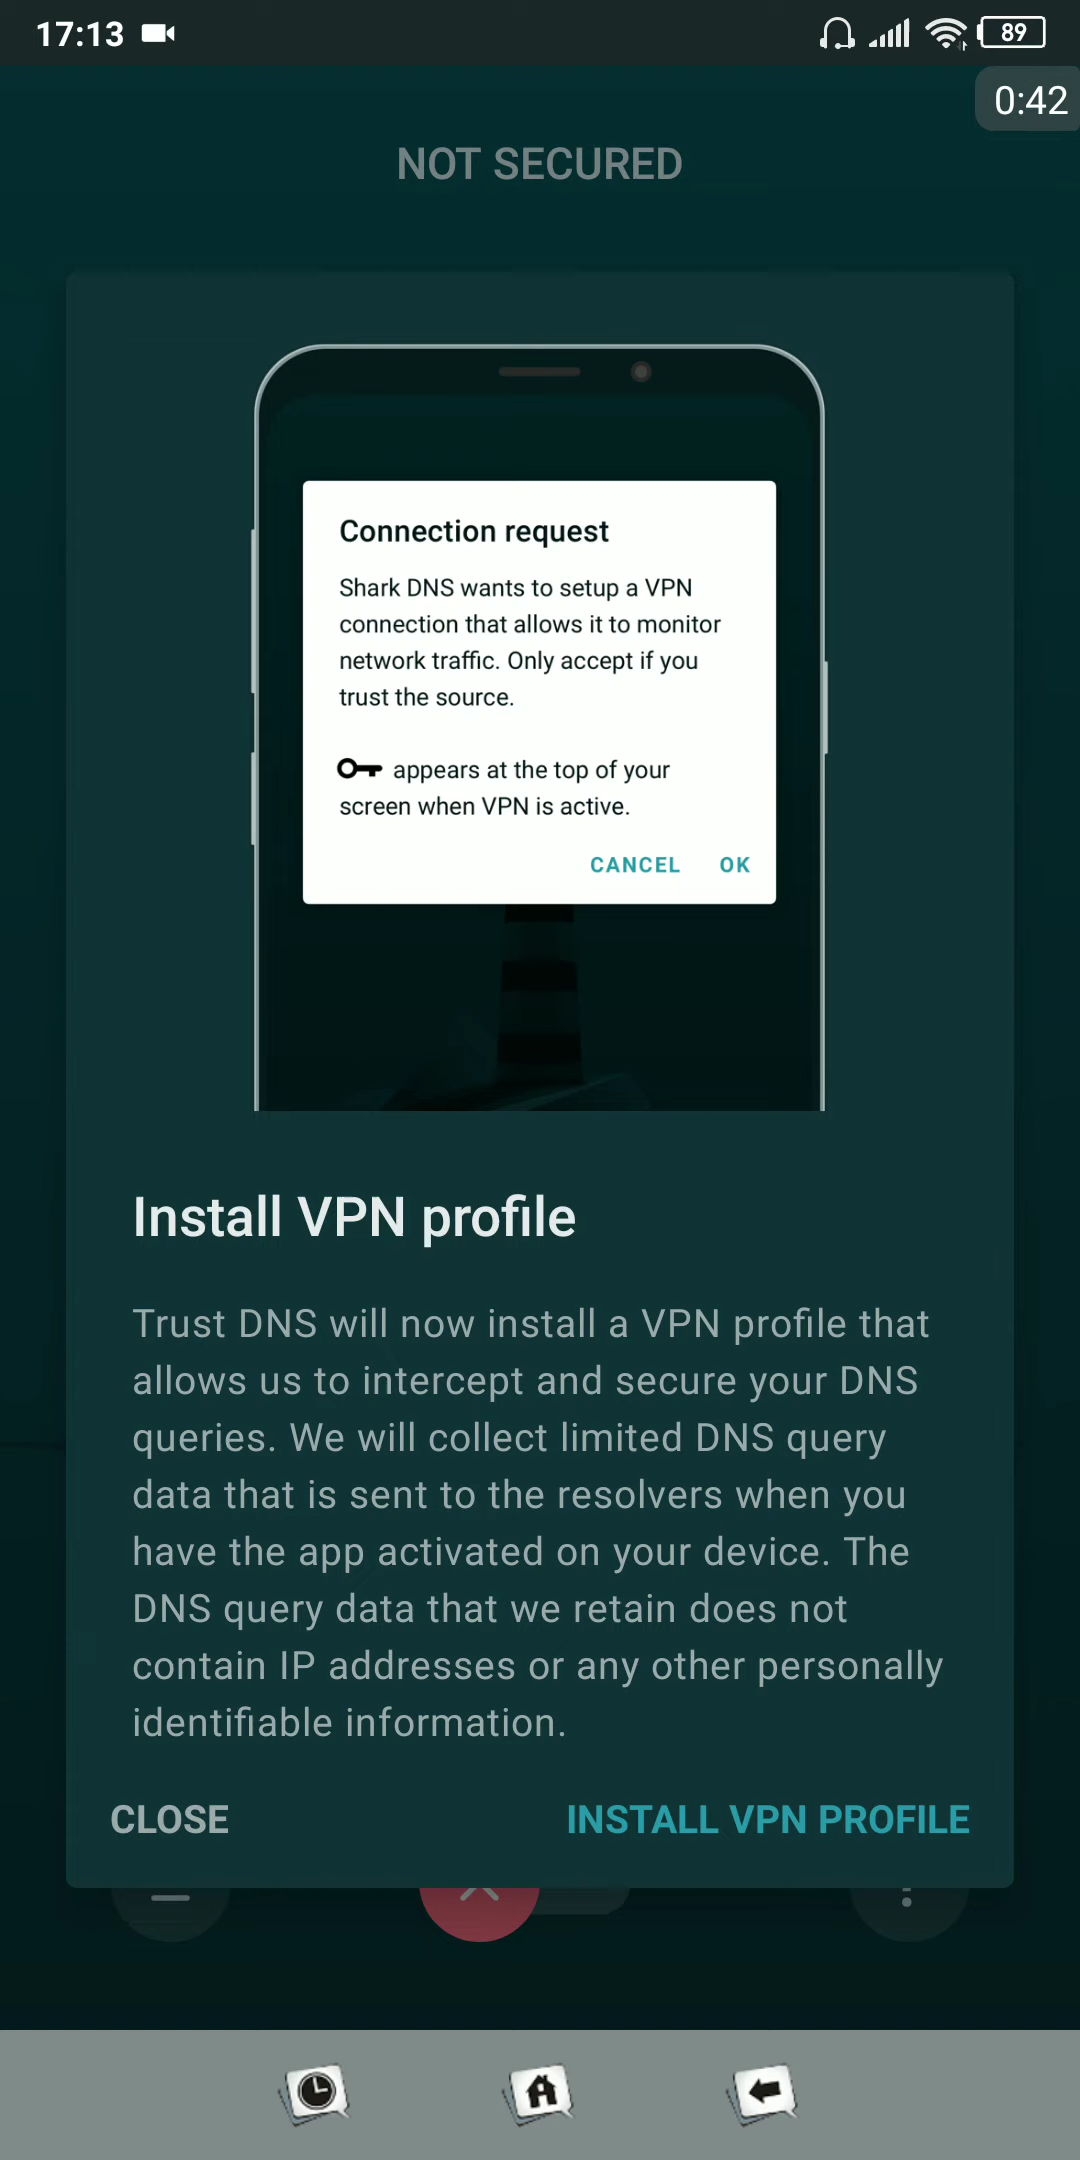 17:13
89
0:42
NOT SECURED
Connection request
Shark DNS wants to setup a VPN
connection that allows it to monitor
network traffic. Only accept if you
trust the source.
appears at the top of your
screen when VPN is active.
CANCEL OK
Install VPN profile
Trust DNS will now install a VPN profile that
allows us to intercept and secure your DNS
queries. We will collect limited DNS query
data that is sent to the resolvers when you
have the app activated on your device. The
DNS query data that we retain does not
contain IP addresses or any other personally
identifiable information.
CLOSE INSTALL VPN PROFILE